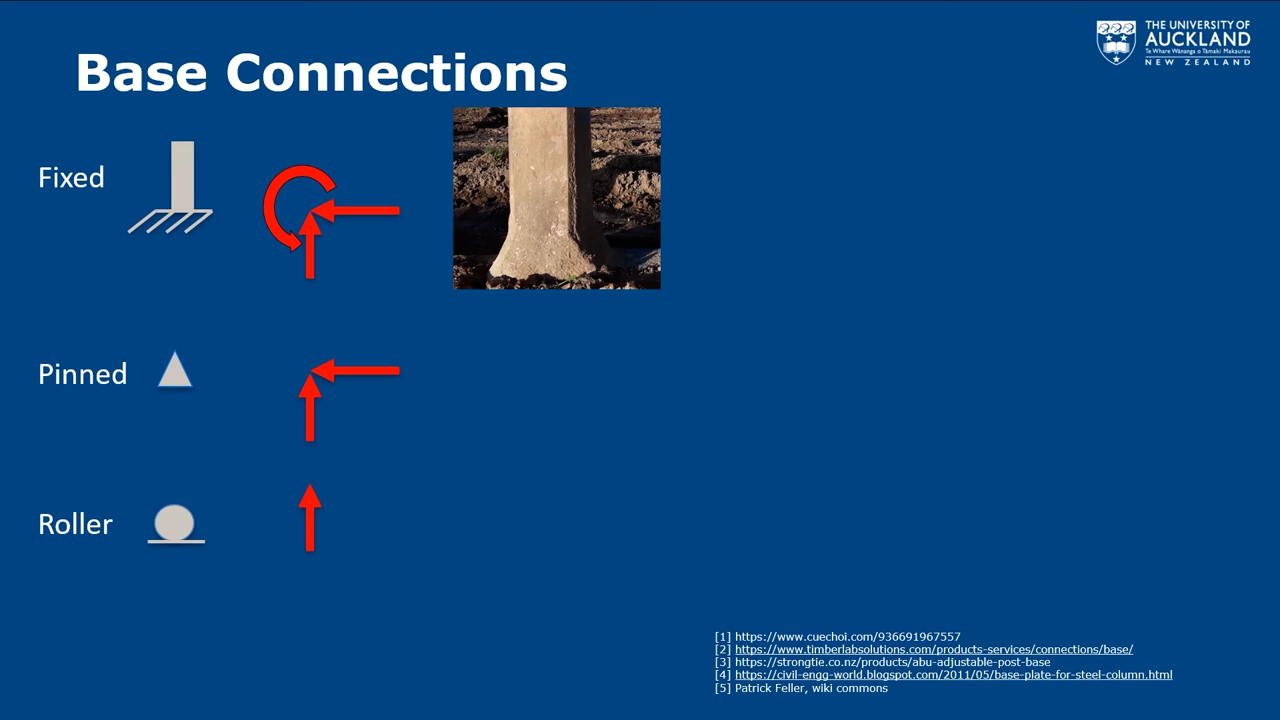 THE UNIVERSITY OF
AUCKLAND
Te Whare Wānanga o Tāmaki Makaurau
NEW ZEALAND
Base Connections
Fixed
Pinned
Roller
[1] https://www.cuechoi.com/936691967557
[2] https://www.timberlabsolutions.com/products-services/connections/base/
[3] https://strongtie.co.nz/products/abu-adjustable-post-base
[4] https://civil-engg-world.blogspot.com/2011/05/base-plate-for-steel-column.html
[5] Patrick Feller, wiki commons